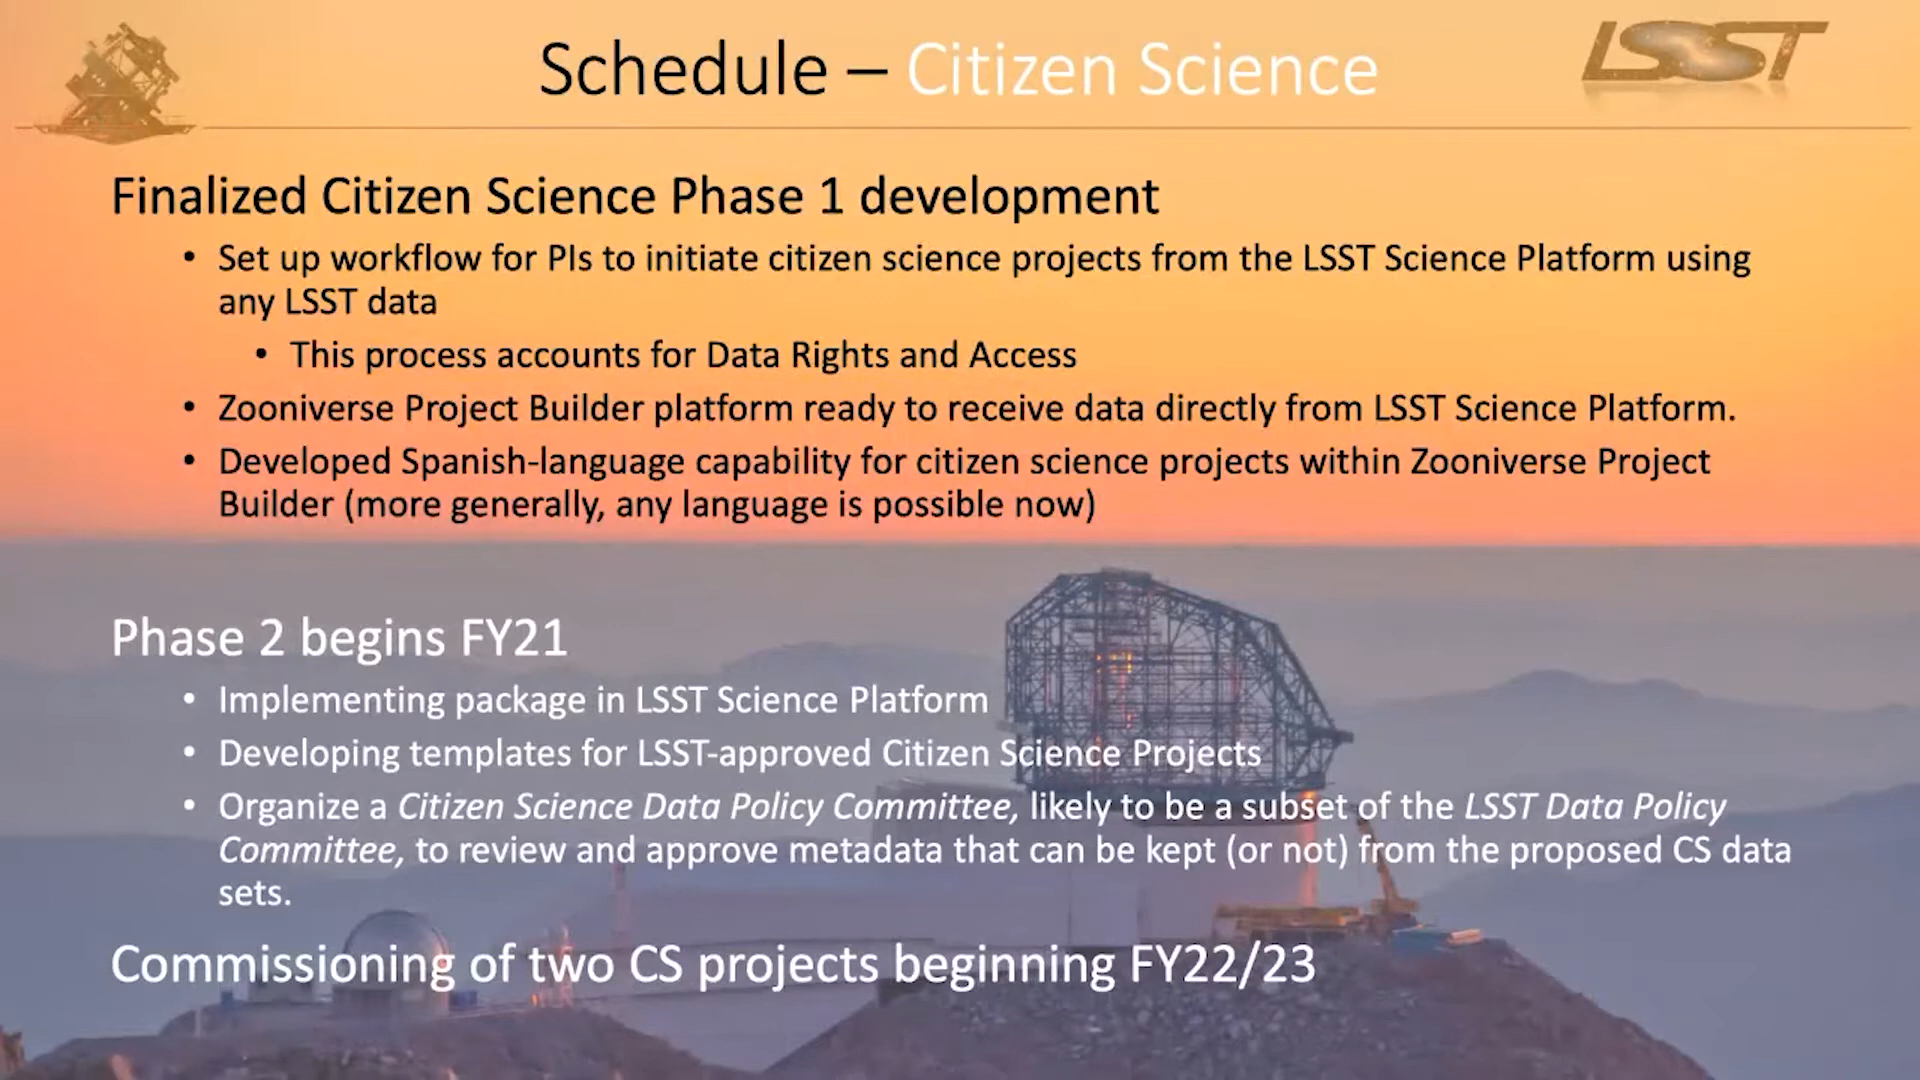 Schedule – Citizen Science
LSST
Finalized Citizen Science Phase 1 development
• Set up workflow for PIs to initiate citizen science projects from the LSST Science Platform using
any LSST data
• This process accounts for Data Rights and Access
• Zooniverse Project Builder platform ready to receive data directly from LSST Science Platform.
• Developed Spanish-language capability for citizen science projects within Zooniverse Project
Builder (more generally, any language is possible now)
Phase 2 begins FY21
• Implementing package in LSST Science Platform
• Developing templates for LSST-approved Citizen Science Projects
• Organize a Citizen Science Data Policy Committee, likely to be a subset of the LSST Data Policy
Committee, to review and approve metadata that can be kept (or not) from the proposed CS data
sets.
Commissioning of two CS projects beginning FY22/23